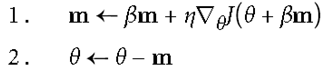 1. m ← βm + η∇θJ(θ + βm)
2. θ ← θ – m